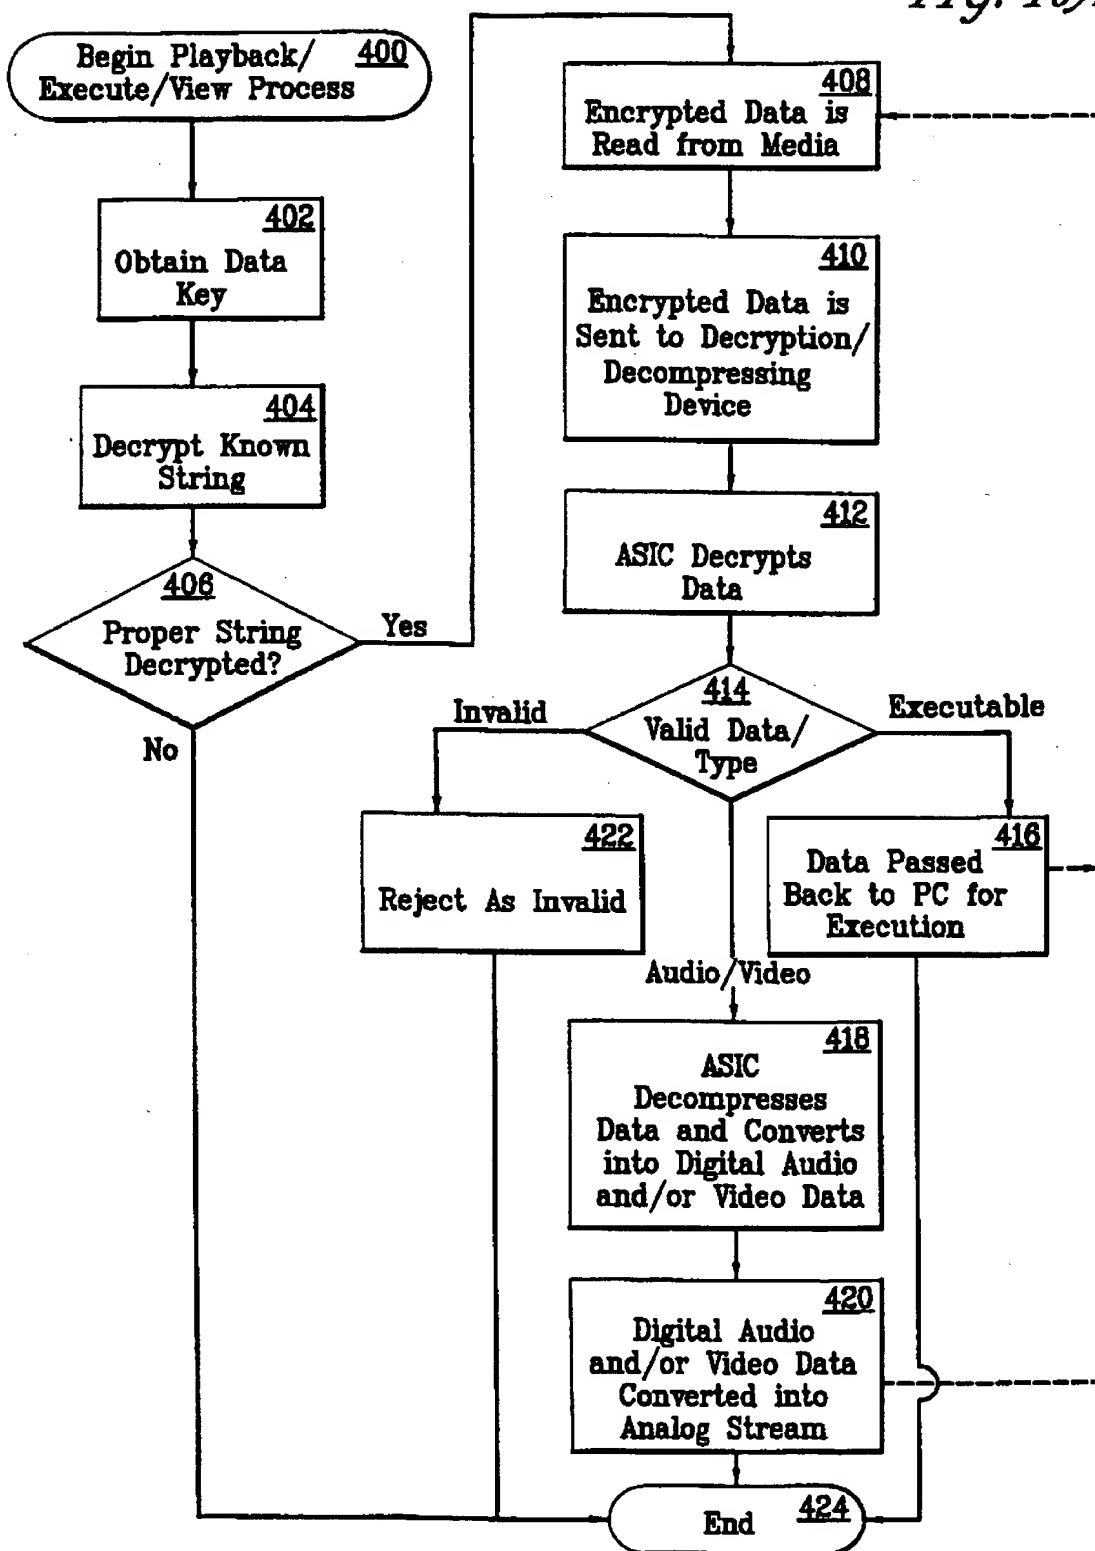 Begin Playback/ 400
Execute/View Process
402
Obtain Data
Key
404
Decrypt Known
String
406
Proper String
Decrypted?
Yes
No
408
Encrypted Data is
Read from Media
410
Encrypted Data is
Sent to Decryption/
Decompressing
Device
412
ASIC Decrypts
Data
414
Valid Data/
Type
Invalid
Executable
422
Reject As Invalid
416
Data Passed
Back to PC for
Execution
Audio/Video
418
ASIC
Decompresses
Data and Converts
into Digital Audio
and/or Video Data
420
Digital Audio
and/or Video Data
Converted into
Analog Stream
End 424